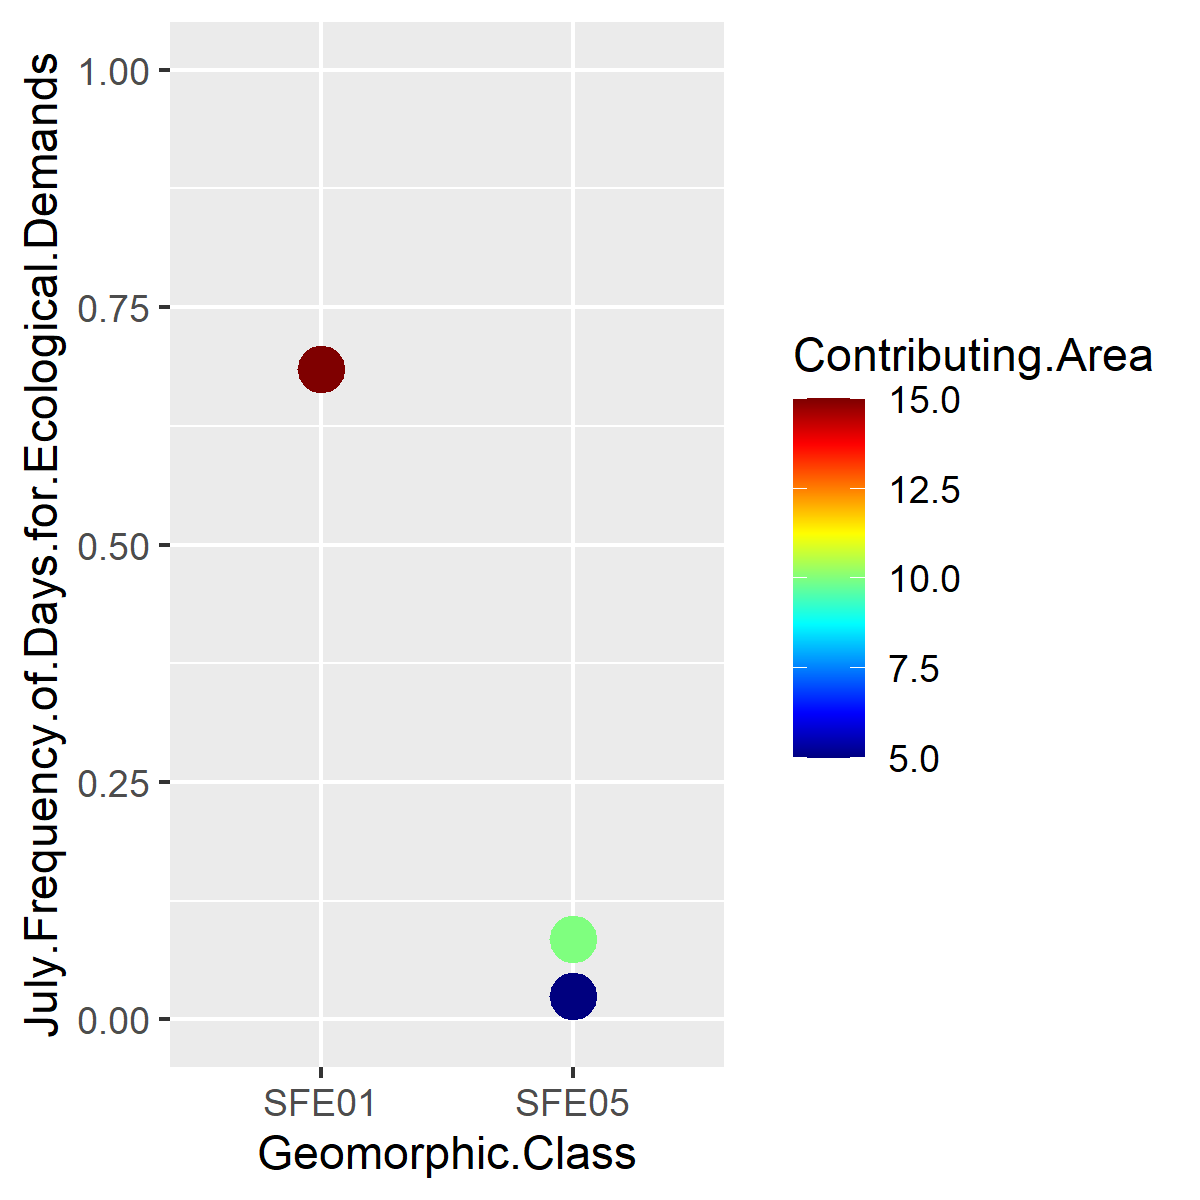 July.Frequency.of.Days.for.Ecological.Demands
1.00
0.75
0.50
0.25
0.00
SFE01 SFE05
Geomorphic.Class
Contributing.Area
15.0
12.5
10.0
7.5
5.0